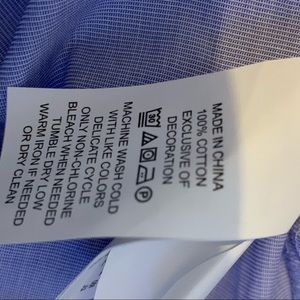 MADE IN CHINA
100% COTTON
EXCLUSIVE OF
DECORATION
MACHINE WASH COLD
WITH LIKE COLORS
DELICATE CYCLE
ONLY NON-CHLORINE
BLEACH WHEN NEEDED
TUMBLE DRY LOW
WARM IRON IF NEEDED
OR DRY CLEAN